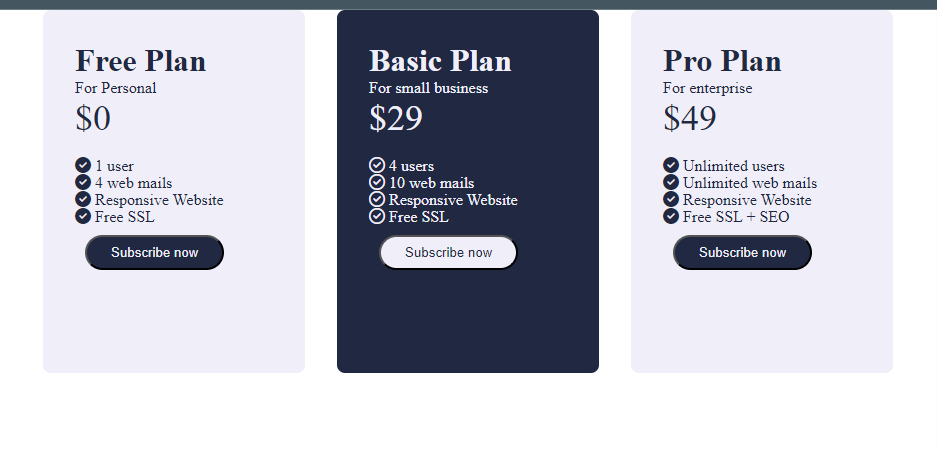 Free Plan
For Personal
$0
1 user
4 web mails
Responsive Website
Free SSL
Subscribe now
Basic Plan
For small business
$29
4 users
10 web mails
Responsive Website
Free SSL
Subscribe now
Pro Plan
For enterprise
$49
Unlimited users
Unlimited web mails
Responsive Website
Free SSL + SEO
Subscribe now